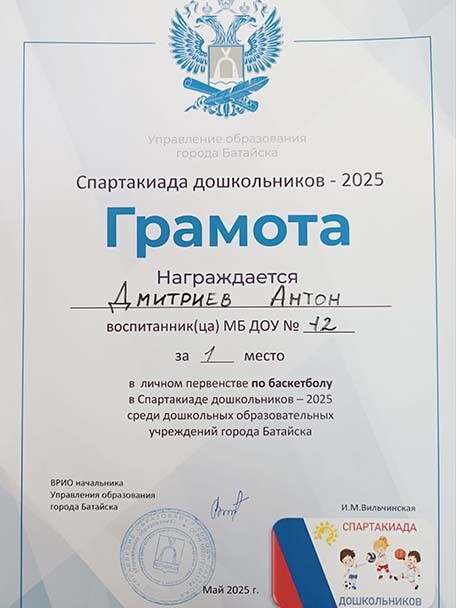 Управление образования
города Батайска
Спартакиада дошкольников - 2025
Грамота
Награждается
Дмитриев Антон
воспитанник(ца) МБ ДОУ № 12
за 1 место
в личном первенстве по баскетболу
в Спартакиаде дошкольников – 2025
среди дошкольных образовательных
учреждений города Батайска
ВРИО начальника
Управления образования
города Батайска
И.М.Вильчинская
СПАРТАКИАДА
ДОШКОЛЬНИКОВ
Май 2025 г.